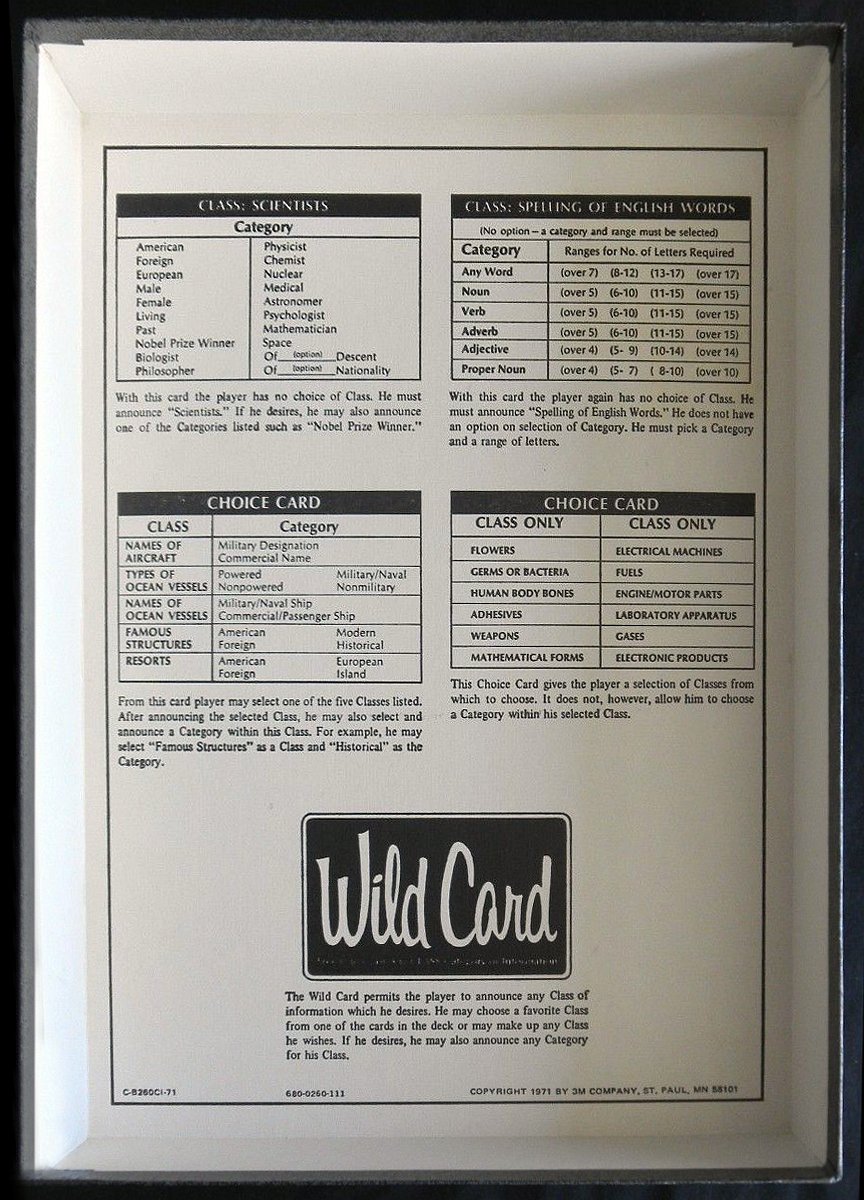 CLASS: SCIENTISTS
Category
American
Foreign
European
Male
Female
Living
Past
Nobel Prize Winner
Biologist
Philosopher
Physicist
Chemist
Nuclear
Medical
Astronomer
Psychologist
Mathematician
Space
Of (option) Descent
Of (option) Nationality
With this card the player has no choice of Class. He must
announce "Scientists." If he desires, he may also announce
one of the Categories listed such as "Nobel Prize Winner."
CLASS: SPELLING OF ENGLISH WORDS
(No option – a category and range must be selected)
Category Ranges for No. of Letters Required
Any Word (over 7) (8-12) (13-17) (over 17)
Noun (over 5) (6-10) (11-15) (over 15)
Verb (over 5) (6-10) (11-15) (over 15)
Adverb (over 5) (6-10) (11-15) (over 15)
Adjective (over 4) (5- 9) (10-14) (over 14)
Proper Noun (over 4) (5- 7) ( 8-10) (over 10)
With this card the player again has no choice of Class. He
must announce "Spelling of English Words." He does not have
an option on selection of Category. He must pick a Category
and a range of letters.
CHOICE CARD
CLASS Category
NAMES OF Military Designation
AIRCRAFT Commercial Name
TYPES OF Powered Military/Naval
OCEAN VESSELS Nonpowered Nonmilitary
NAMES OF Military/Naval Ship
OCEAN VESSELS Commercial/Passenger Ship
FAMOUS American Modern
STRUCTURES Foreign Historical
RESORTS American European
Foreign Island
From this card player may select one of the five Classes listed.
After announcing the selected Class, he may also select and
announce a Category within this Class. For example, he may
select "Famous Structures" as a Class and "Historical" as the
Category.
CHOICE CARD
CLASS ONLY CLASS ONLY
FLOWERS ELECTRICAL MACHINES
GERMS OR BACTERIA FUELS
HUMAN BODY BONES ENGINE/MOTOR PARTS
ADHESIVES LABORATORY APPARATUS
WEAPONS GASES
MATHEMATICAL FORMS ELECTRONIC PRODUCTS
This Choice Card gives the player a selection of Classes from
which to choose. It does not, however, allow him to choose
a Category within his selected Class.
Wild Card
The Wild Card permits the player to announce any Class of
information which he desires. He may choose a favorite Class
from one of the cards in the deck or may make up any Class
he wishes. If he desires, he may also announce any Category
for his Class.
C-B260CI-71 680-0260-111 COPYRIGHT 1971 BY 3M COMPANY, ST. PAUL, MN 55101